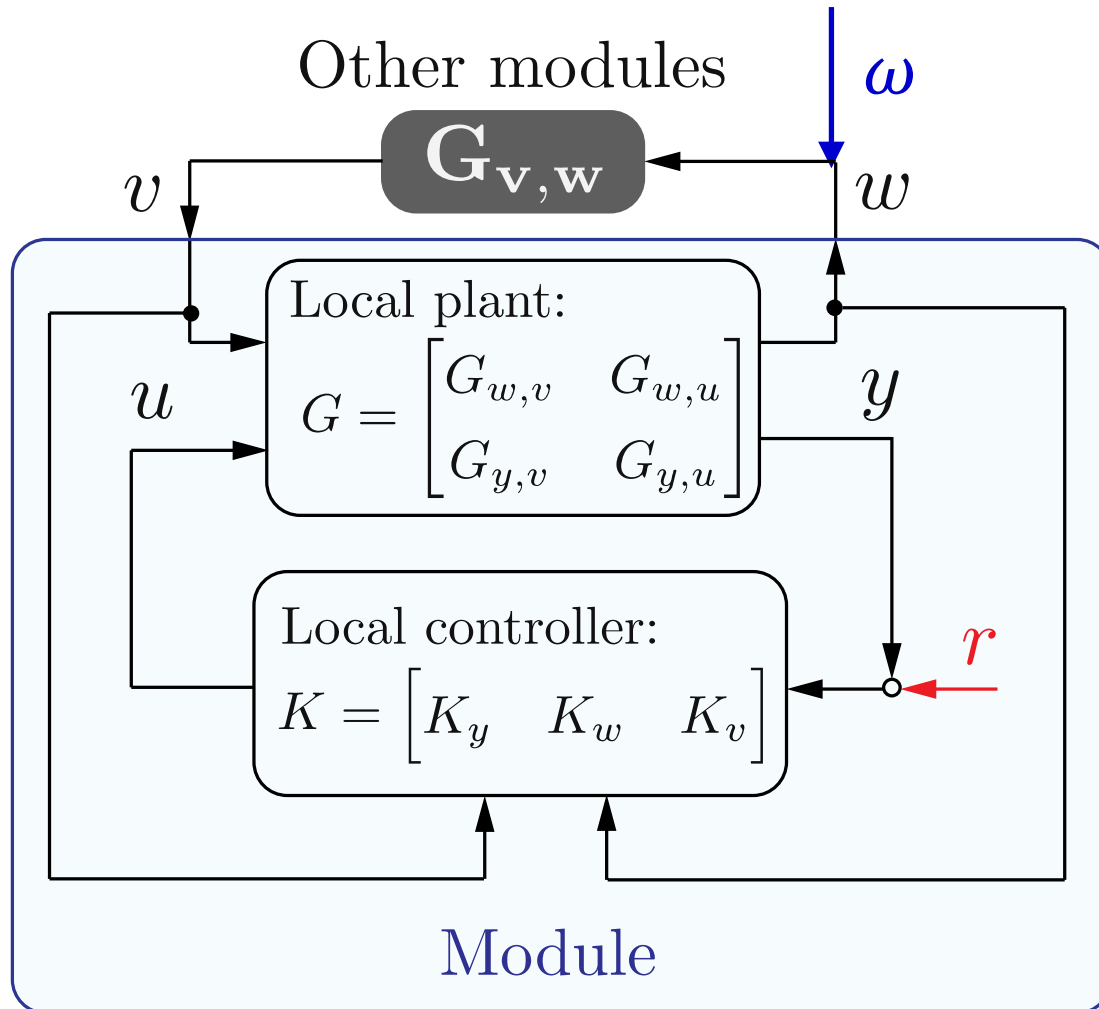 Other modules
ω
G_{v,w}
v
w
Local plant:
G = [G_{w,v} G_{w,u}
G_{y,v} G_{y,u}]
u
y
Local controller:
r
K = [K_y K_w K_v]
Module